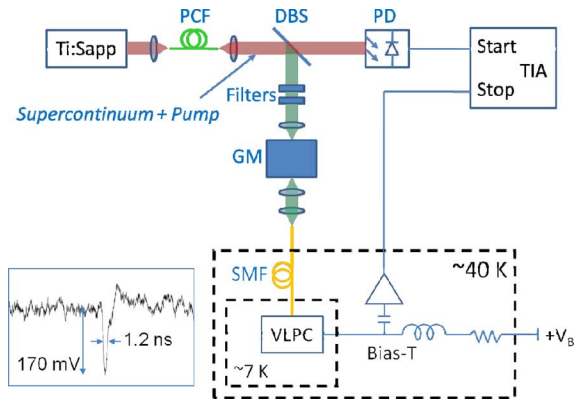 PCF
DBS
PD
Ti:Sapp
Start
TIA
Stop
Supercontinuum + Pump
Filters
GM
SMF
~40 K
VLPC
+V_B
Bias-T
~7 K
1.2 ns
170 mV